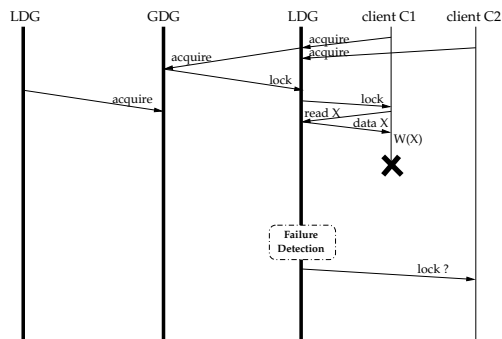 LDG GDG LDG client C1 client C2
acquire
acquire
acquire
lock
acquire
lock
read X
data X
W(X)
Failure
Detection
lock ?